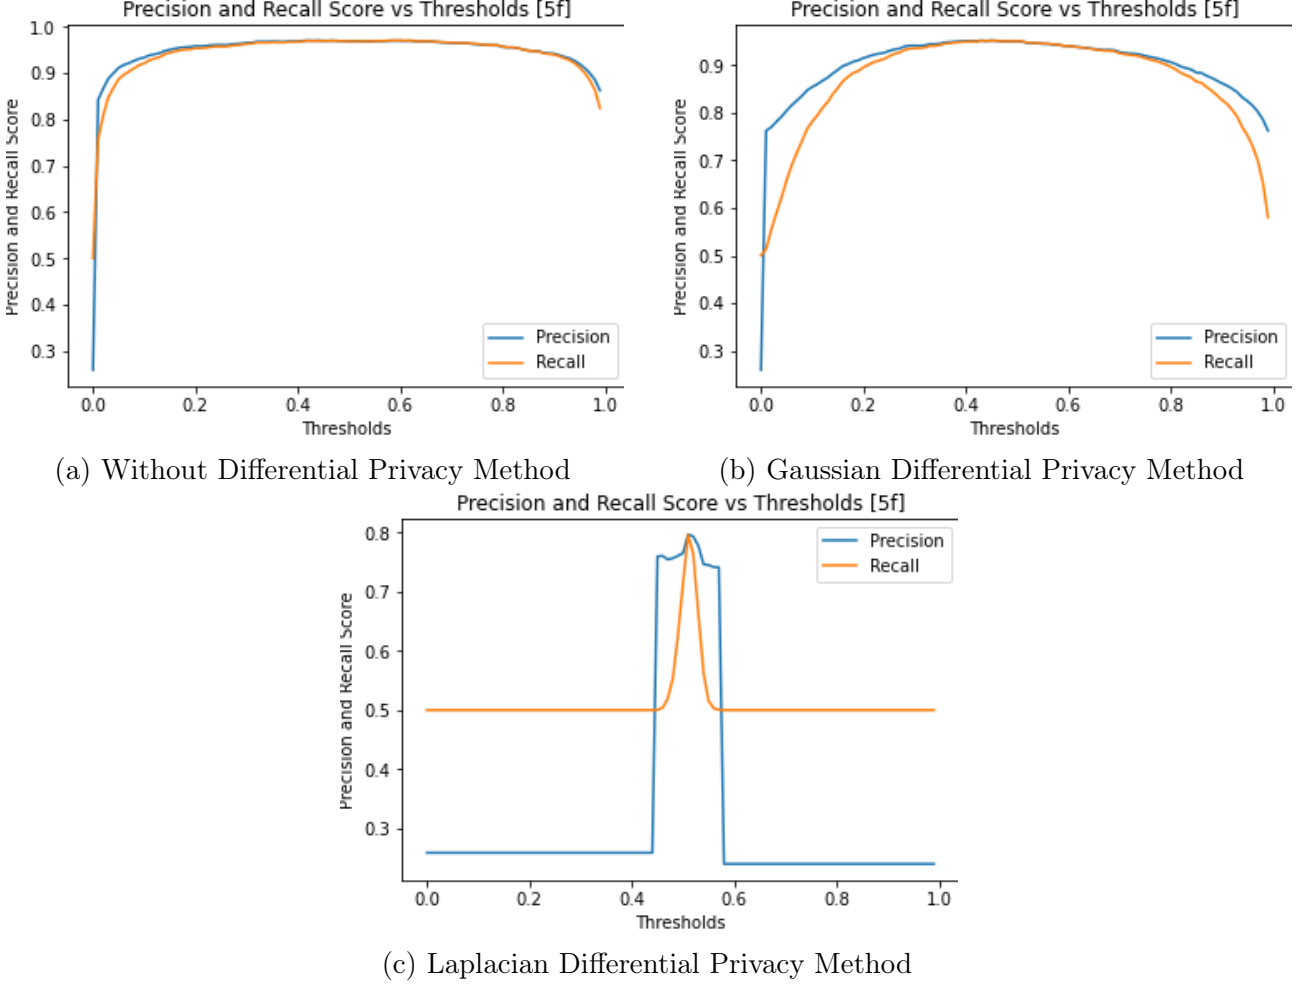 Precision and Recall Score vs Thresholds [5f]
Precision and Recall Score
1.0
0.9
0.8
0.7
0.6
0.5
0.4
0.3
Precision
Recall
0.0 0.2 0.4 0.6 0.8 1.0
Thresholds
(a) Without Differential Privacy Method
Precision and Recall Score vs Thresholds [5f]
Precision and Recall Score
0.9
0.8
0.7
0.6
0.5
0.4
0.3
Precision
Recall
0.0 0.2 0.4 0.6 0.8 1.0
Thresholds
(b) Gaussian Differential Privacy Method
Precision and Recall Score vs Thresholds [5f]
Precision and Recall Score
0.8
0.7
0.6
0.5
0.4
0.3
Precision
Recall
0.0 0.2 0.4 0.6 0.8 1.0
Thresholds
(c) Laplacian Differential Privacy Method